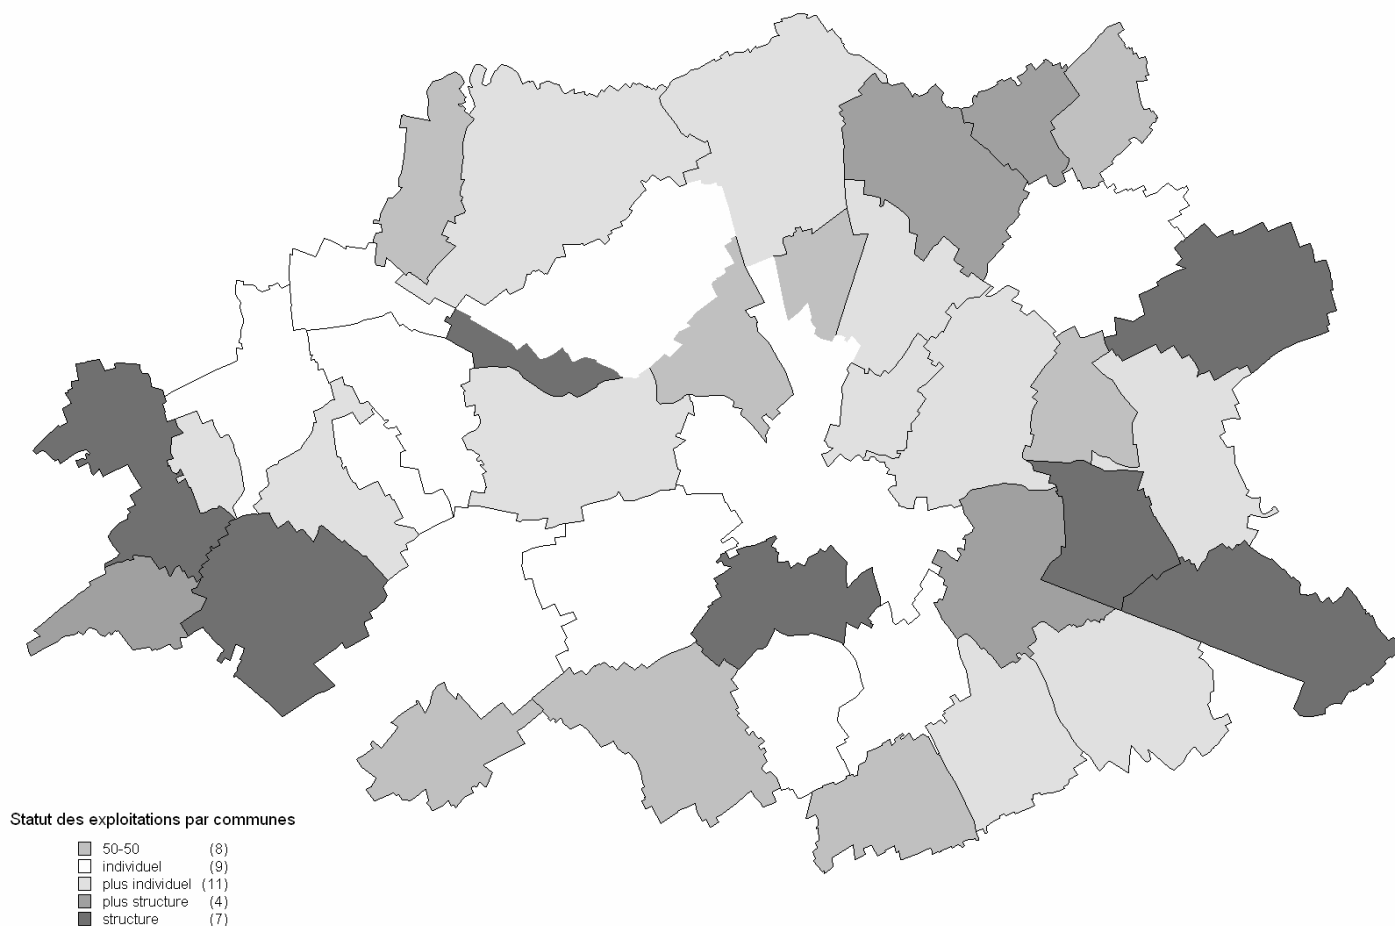 Statut des exploitations par communes
50-50 (8)
individuel (9)
plus individuel (11)
plus structure (4)
structure (7)